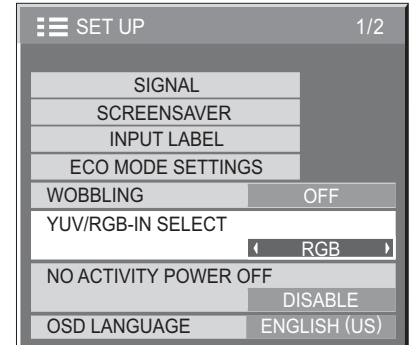 SET UP 1/2
SIGNAL
SCREENSAVER
INPUT LABEL
ECO MODE SETTINGS
WOBBLING OFF
YUV/RGB-IN SELECT
RGB
NO ACTIVITY POWER OFF
DISABLE
OSD LANGUAGE ENGLISH (US)